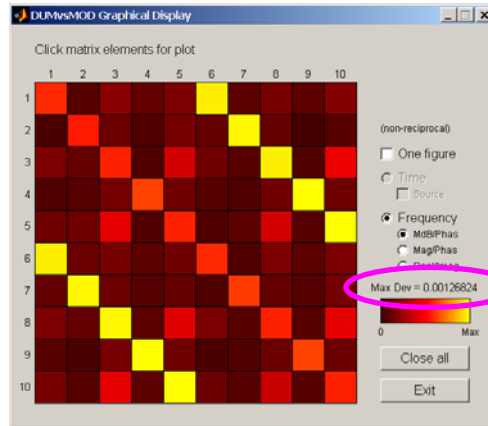 DUMvsMOD Graphical Display
Click matrix elements for plot
1 2 3 4 5 6 7 8 9 10
1
2
3
4
5
6
7
8
9
10
(non-reciprocal)
One figure
Time
Source
Frequency
MdB/Phas
Mag/Phas
Max Dev = 0.00126824
0 Max
Close all
Exit